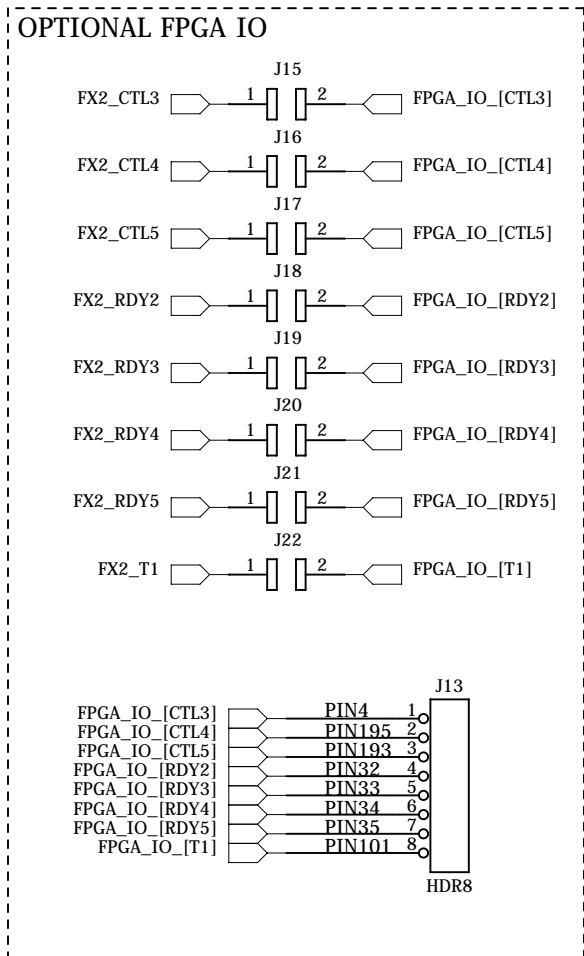 OPTIONAL FPGA IO
J15
FX2_CTL3 1 2 FPGA_IO_[CTL3]
J16
FX2_CTL4 1 2 FPGA_IO_[CTL4]
J17
FX2_CTL5 1 2 FPGA_IO_[CTL5]
J18
FX2_RDY2 1 2 FPGA_IO_[RDY2]
J19
FX2_RDY3 1 2 FPGA_IO_[RDY3]
J20
FX2_RDY4 1 2 FPGA_IO_[RDY4]
J21
FX2_RDY5 1 2 FPGA_IO_[RDY5]
J22
FX2_T1 1 2 FPGA_IO_[T1]
J13
FPGA_IO_[CTL3] PIN4 1
FPGA_IO_[CTL4] PIN195 2
FPGA_IO_[CTL5] PIN193 3
FPGA_IO_[RDY2] PIN32 4
FPGA_IO_[RDY3] PIN33 5
FPGA_IO_[RDY4] PIN34 6
FPGA_IO_[RDY5] PIN35 7
FPGA_IO_[T1] PIN101 8
HDR8